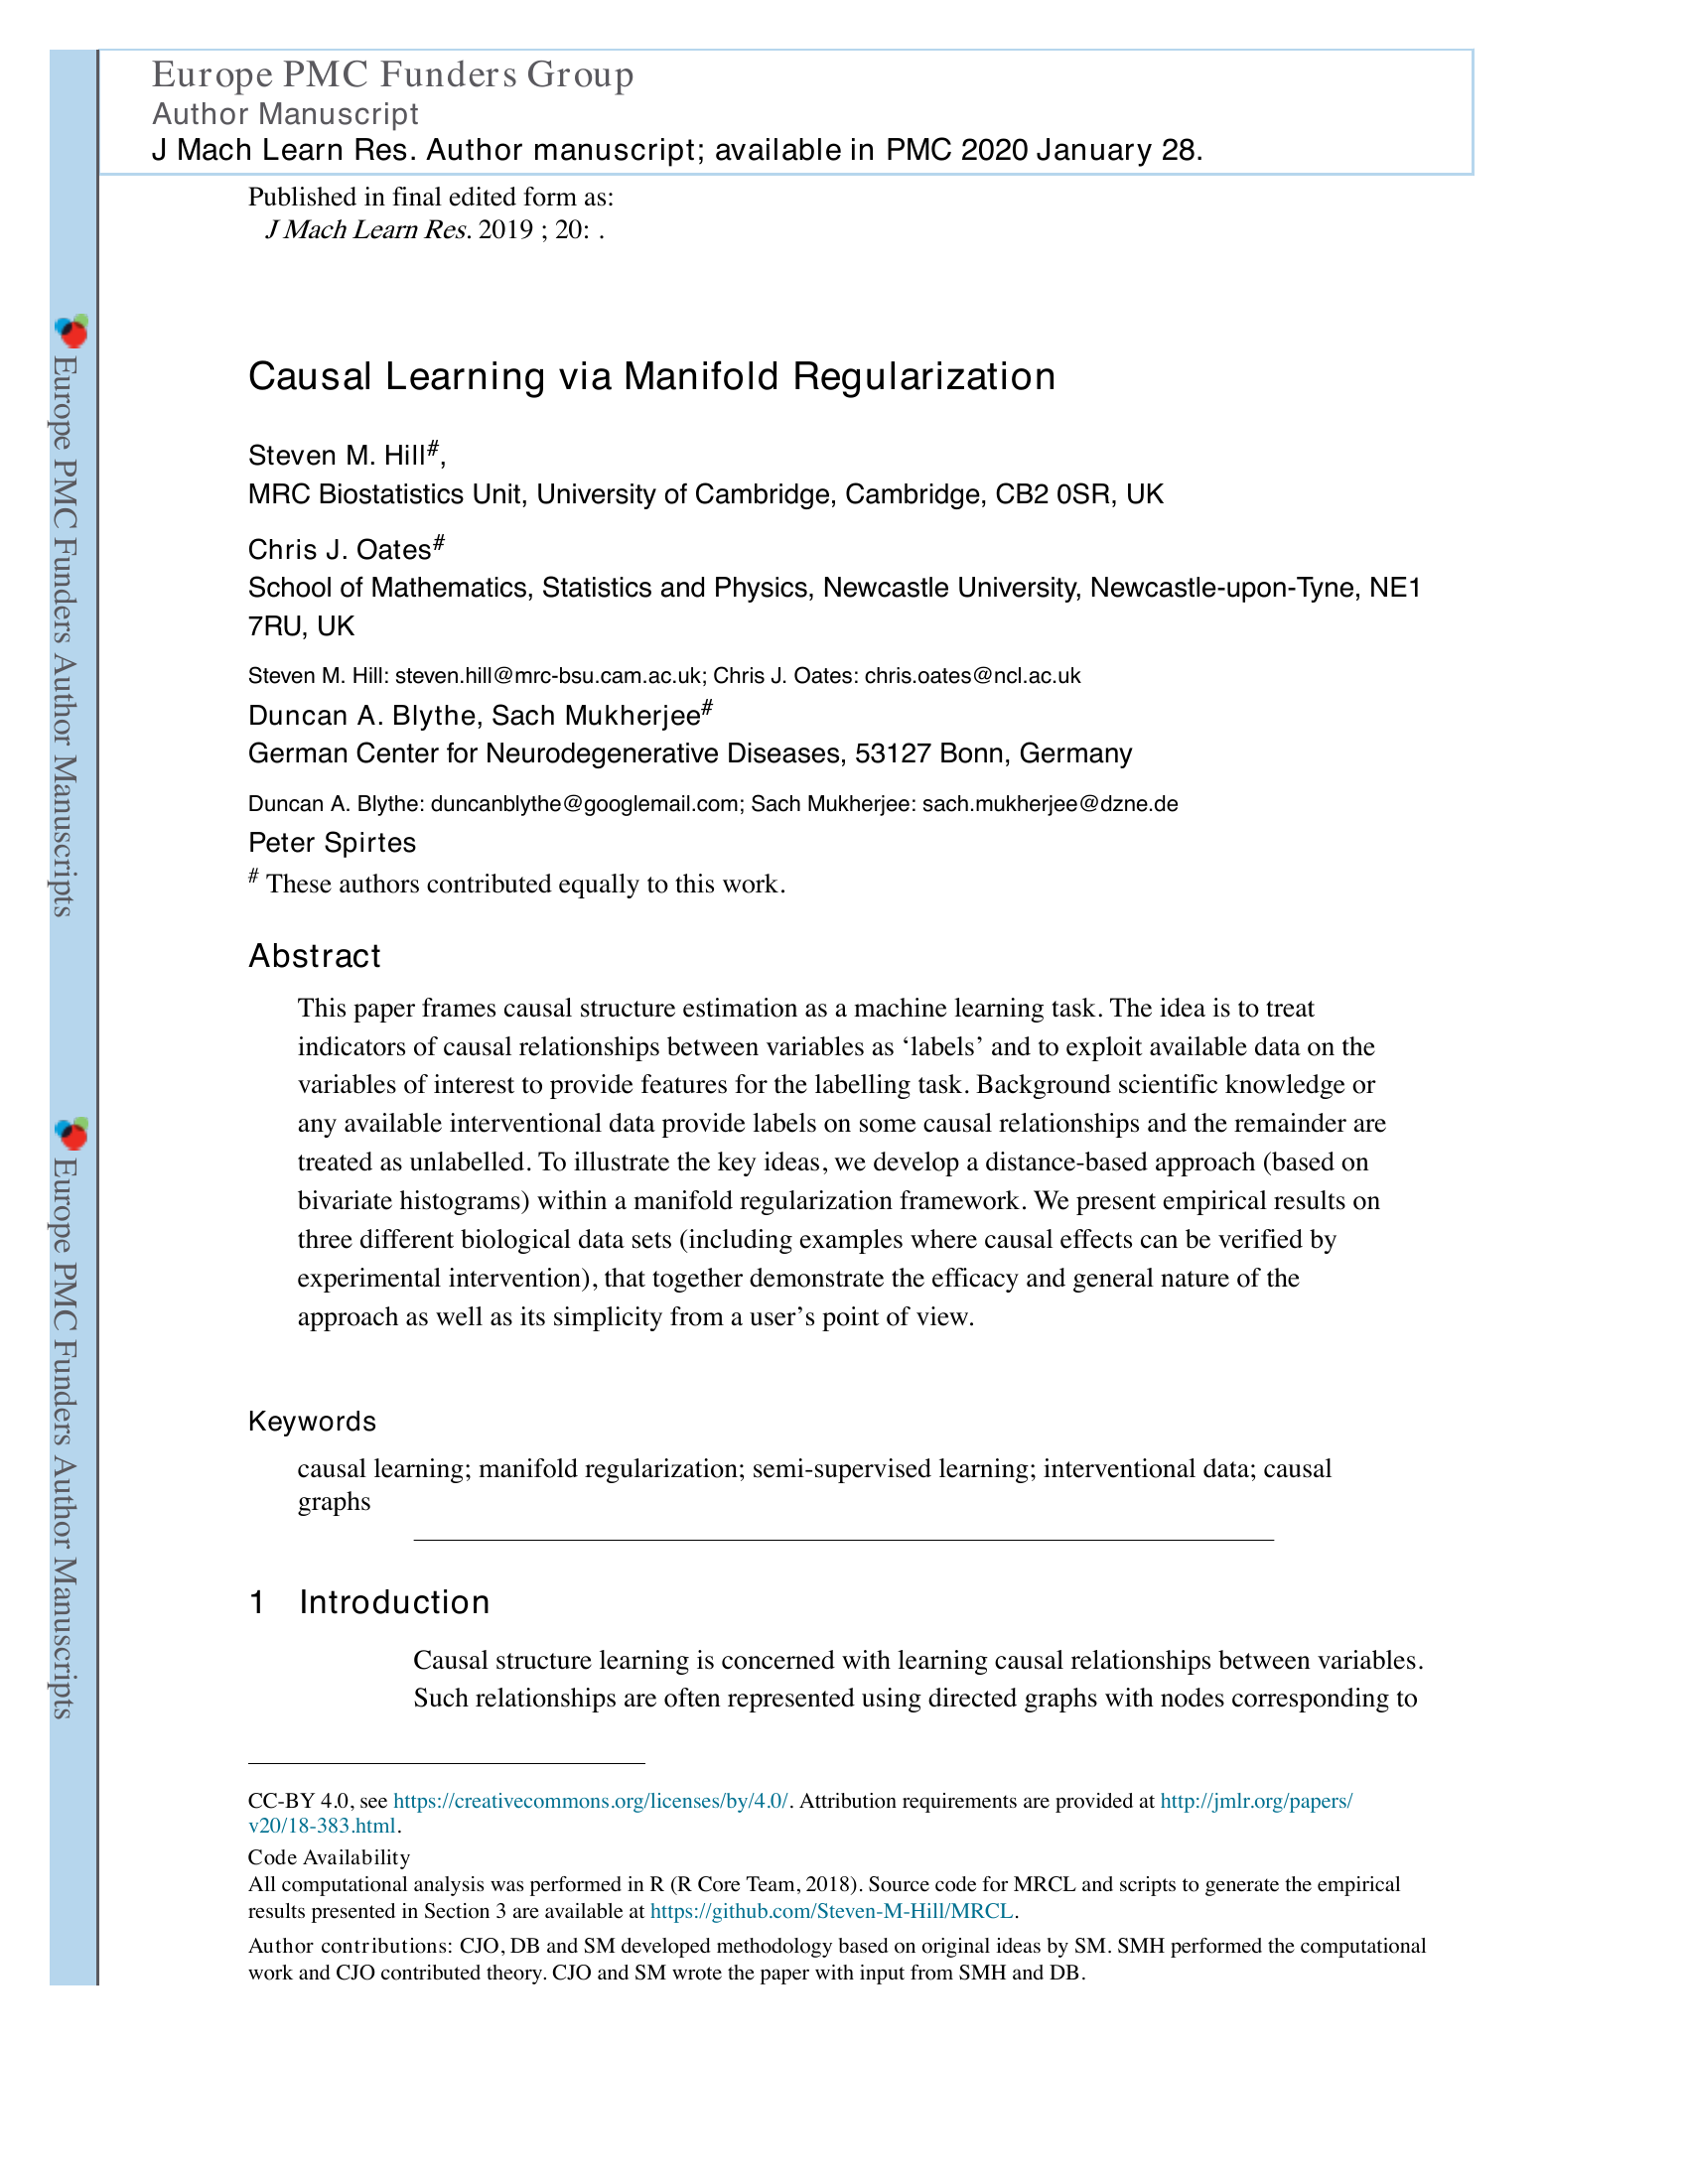 Europe PMC Funders Group
Author Manuscript
J Mach Learn Res. Author manuscript; available in PMC 2020 January 28.
Published in final edited form as:
J Mach Learn Res. 2019 ; 20: .
Causal Learning via Manifold Regularization
Steven M. Hill#,
MRC Biostatistics Unit, University of Cambridge, Cambridge, CB2 0SR, UK
Chris J. Oates#
School of Mathematics, Statistics and Physics, Newcastle University, Newcastle-upon-Tyne, NE1
7RU, UK
Steven M. Hill: steven.hill@mrc-bsu.cam.ac.uk; Chris J. Oates: chris.oates@ncl.ac.uk
Duncan A. Blythe, Sach Mukherjee#
German Center for Neurodegenerative Diseases, 53127 Bonn, Germany
Duncan A. Blythe: duncanblythe@googlemail.com; Sach Mukherjee: sach.mukherjee@dzne.de
Peter Spirtes
# These authors contributed equally to this work.
Abstract
This paper frames causal structure estimation as a machine learning task. The idea is to treat
indicators of causal relationships between variables as ‘labels’ and to exploit available data on the
variables of interest to provide features for the labelling task. Background scientific knowledge or
any available interventional data provide labels on some causal relationships and the remainder are
treated as unlabelled. To illustrate the key ideas, we develop a distance-based approach (based on
bivariate histograms) within a manifold regularization framework. We present empirical results on
three different biological data sets (including examples where causal effects can be verified by
experimental intervention), that together demonstrate the efficacy and general nature of the
approach as well as its simplicity from a user’s point of view.
Keywords
causal learning; manifold regularization; semi-supervised learning; interventional data; causal
graphs
1 Introduction
Causal structure learning is concerned with learning causal relationships between variables.
Such relationships are often represented using directed graphs with nodes corresponding to
CC-BY 4.0, see https://creativecommons.org/licenses/by/4.0/. Attribution requirements are provided at http://jmlr.org/papers/
v20/18-383.html.
Code Availability
All computational analysis was performed in R (R Core Team, 2018). Source code for MRCL and scripts to generate the empirical
results presented in Section 3 are available at https://github.com/Steven-M-Hill/MRCL.
Author contributions: CJO, DB and SM developed methodology based on original ideas by SM. SMH performed the computational
work and CJO contributed theory. CJO and SM wrote the paper with input from SMH and DB.
Europe PMC Funders Author Manuscripts
Europe PMC Funders Author Manuscripts